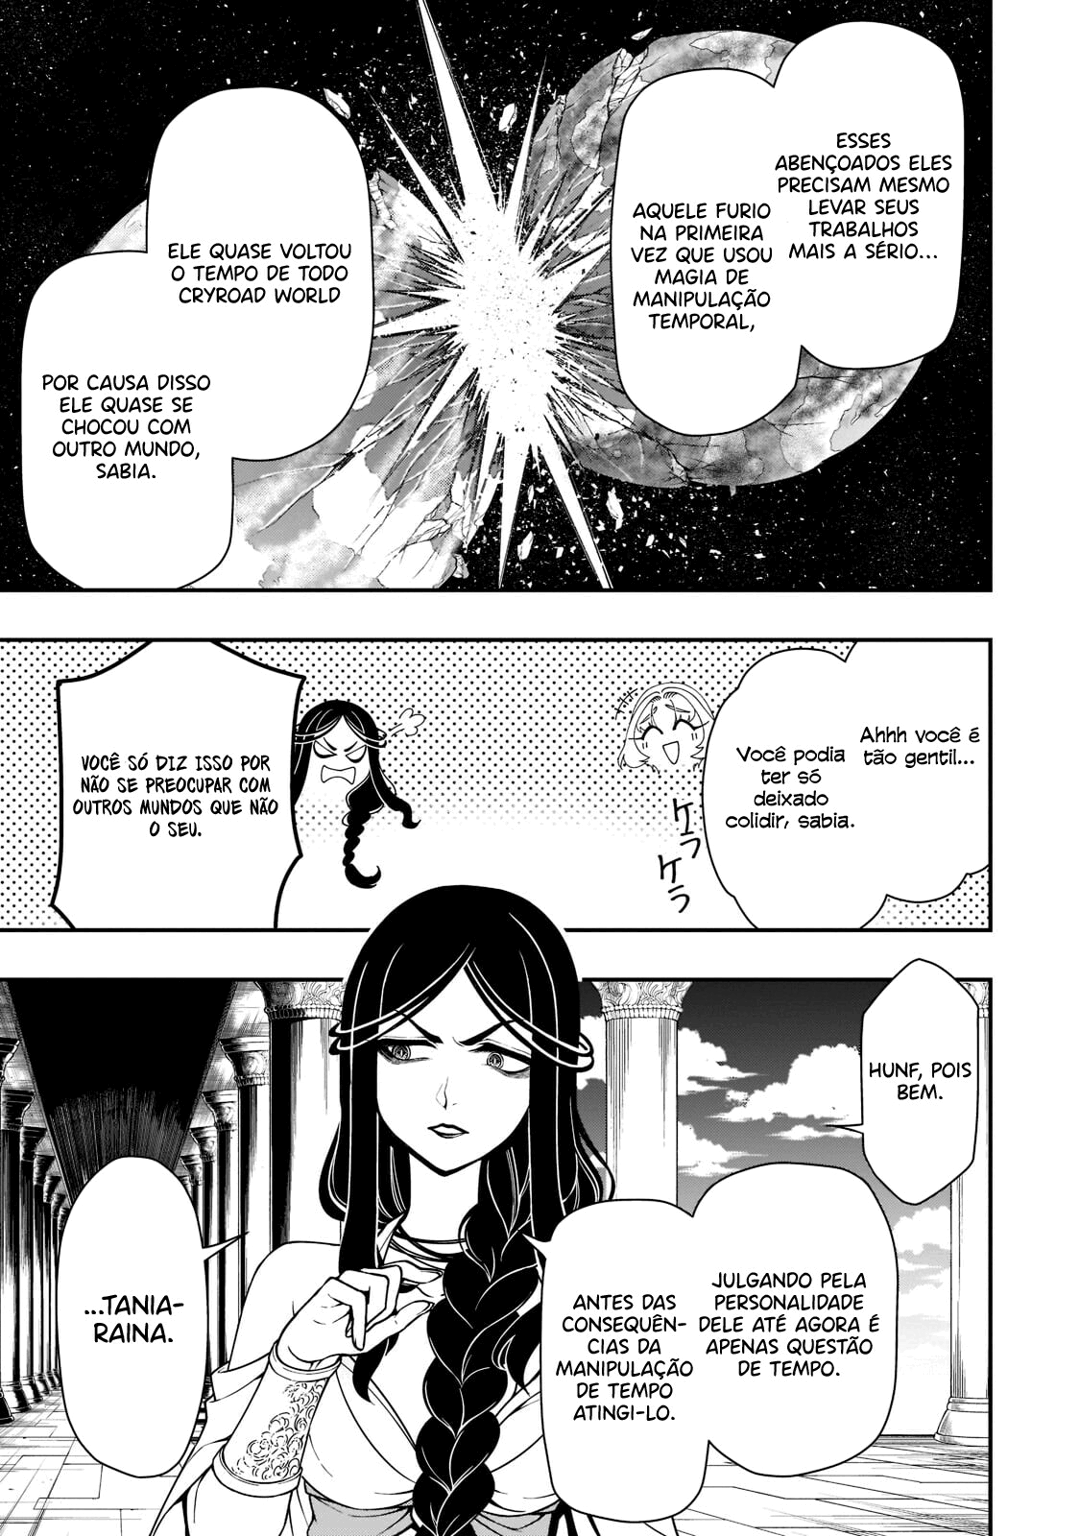 ESSES
ABENÇOADOS ELES
PRECISAM MESMO
LEVAR SEUS
TRABALHOS
MAIS A SÉRIO...
AQUELE FURIO
NA PRIMEIRA
VEZ QUE USOU
MAGIA DE
MANIPULAÇÃO
TEMPORAL,
ELE QUASE VOLTOU
O TEMPO DE TODO
CRYROAD WORLD
POR CAUSA DISSO
ELE QUASE SE
CHOCOU COM
OUTRO MUNDO,
SABIA.
Ahhh você é
tão gentil...
Você podia
ter só
deixado
colidir, sabia.
ケラ
ケラ
VOCÊ SÓ DIZ ISSO POR
NÃO SE PREOCUPAR COM
OUTROS MUNDOS QUE NÃO
O SEU.
HUNF, POIS
BEM.
JULGANDO PELA
PERSONALIDADE
DELE ATÉ AGORA É
APENAS QUESTÃO
DE TEMPO.
ANTES DAS
CONSEQUÊN-
CIAS DA
MANIPULAÇÃO
DE TEMPO
ATINGI-LO.
...TANIA-
RAINA.